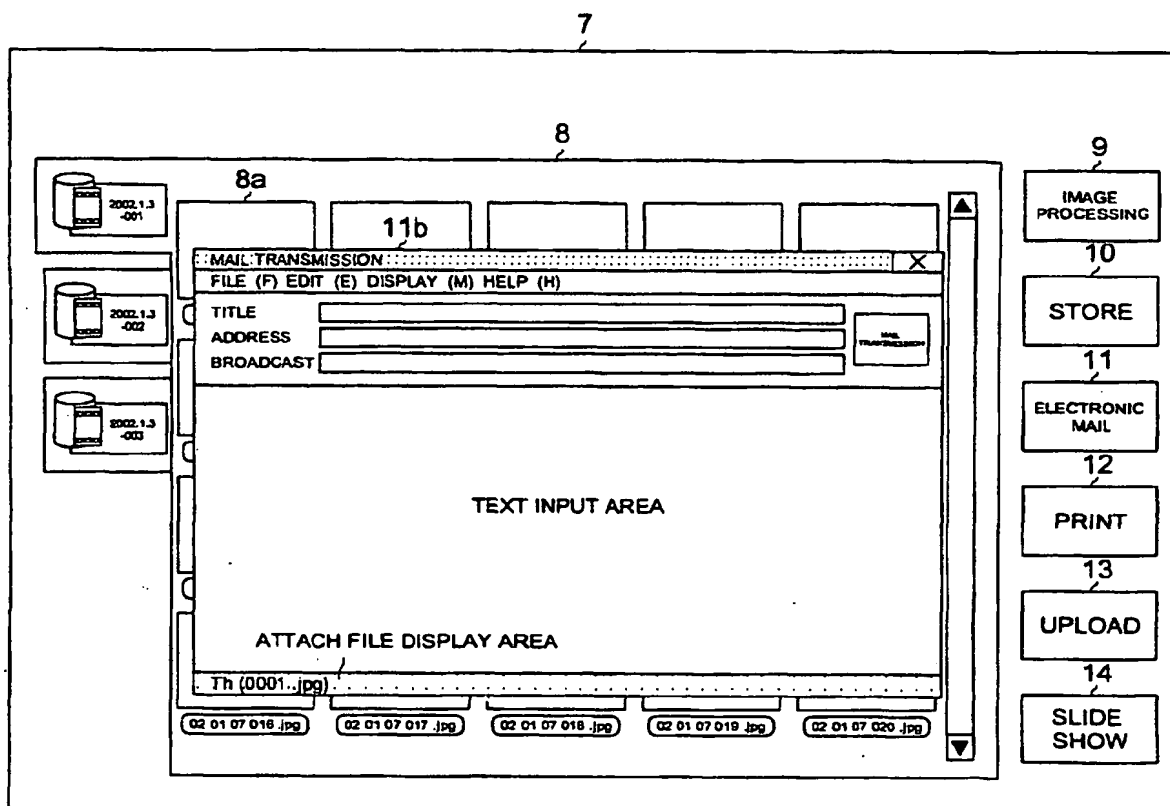 7
8
8a
2002.1.3
-001
2002.1.3
-002
2002.1.3
-003
11b
MAIL TRANSMISSION
FILE (F) EDIT (E) DISPLAY (M) HELP (H)
TITLE
ADDRESS
BROADCAST
MAIL
TRANSMISSION
TEXT INPUT AREA
ATTACH FILE DISPLAY AREA
Th (0001..jpg)
02 01 07 016 .jpg
02 01 07 017 .jpg
02 01 07 018 .jpg
02 01 07 019 .jpg
02 01 07 020 .jpg
9
IMAGE
PROCESSING
10
STORE
11
ELECTRONIC
MAIL
12
PRINT
13
UPLOAD
14
SLIDE
SHOW